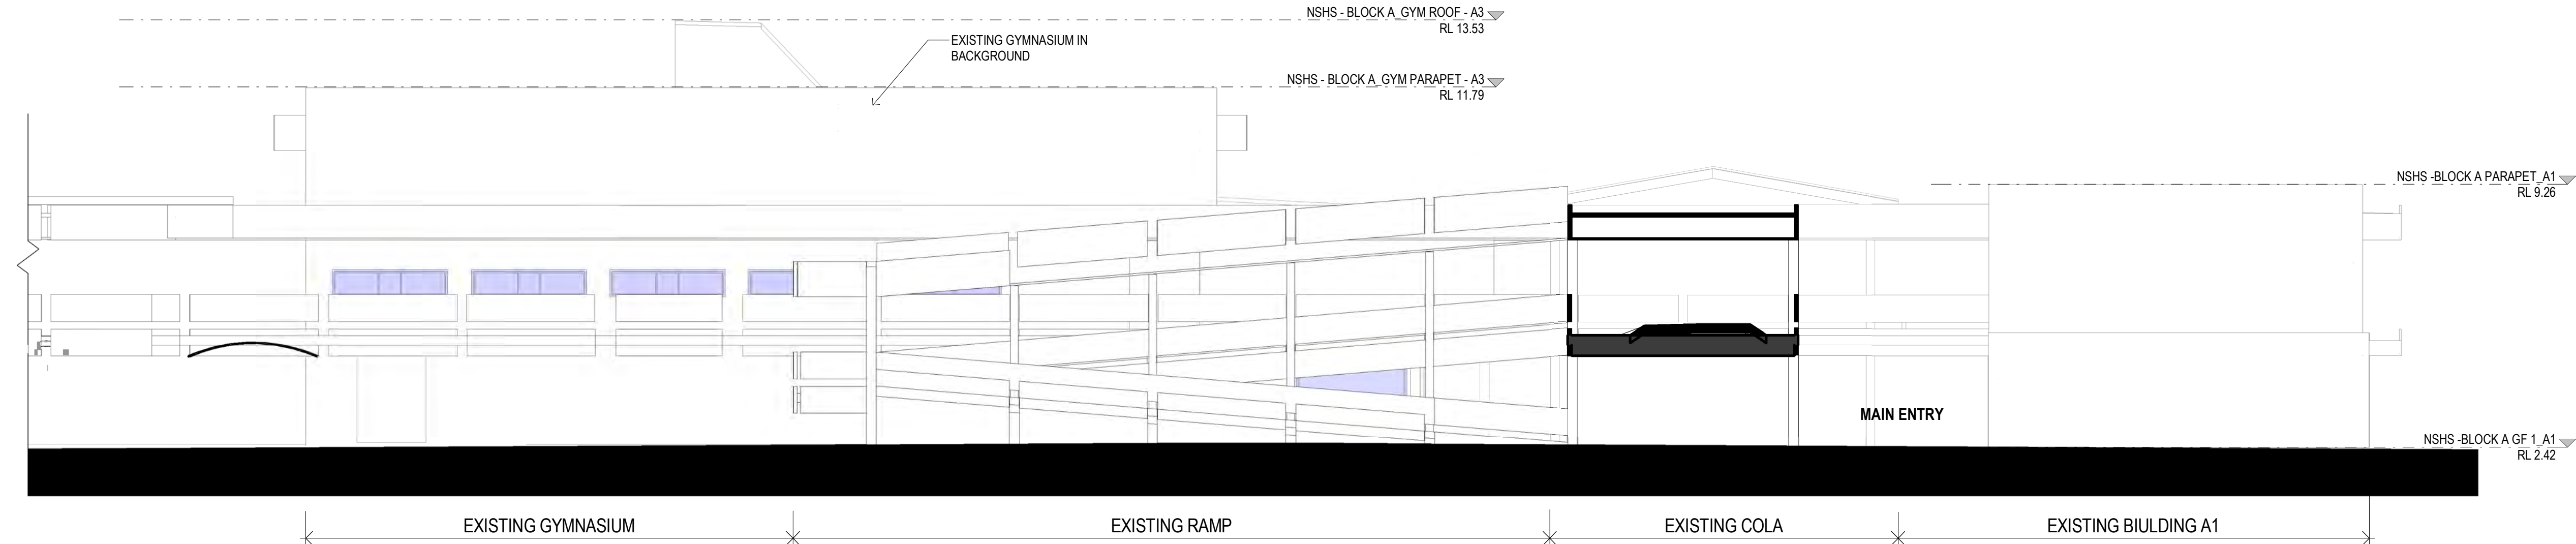 NSHS - BLOCK A_GYM ROOF - A3
RL 13.53
EXISTING GYMNASIUM IN
BACKGROUND
NSHS - BLOCK A_GYM PARAPET - A3
RL 11.79
NSHS -BLOCK A PARAPET_A1
RL 9.26
MAIN ENTRY
NSHS -BLOCK A GF 1_A1
RL 2.42
EXISTING GYMNASIUM
EXISTING RAMP
EXISTING COLA
EXISTING BIULDING A1